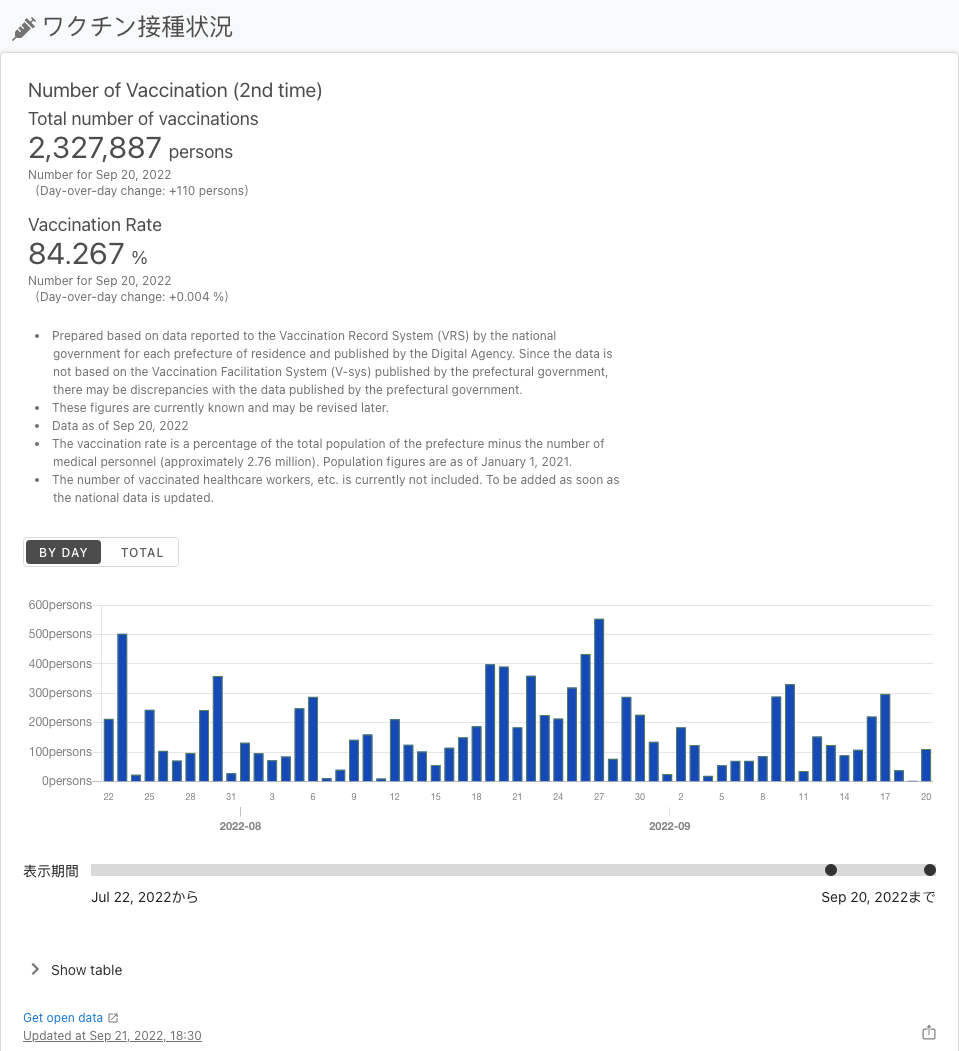 ワクチン接種状況
Number of Vaccination (2nd time)
Total number of vaccinations
2,327,887 persons
Number for Sep 20, 2022
(Day-over-day change: +110 persons)
Vaccination Rate
84.267 %
Number for Sep 20, 2022
(Day-over-day change: +0.004 %)
• Prepared based on data reported to the Vaccination Record System (VRS) by the national
government for each prefecture of residence and published by the Digital Agency. Since the data is
not based on the Vaccination Facilitation System (V-sys) published by the prefectural government,
there may be discrepancies with the data published by the prefectural government.
• These figures are currently known and may be revised later.
• Data as of Sep 20, 2022
• The vaccination rate is a percentage of the total population of the prefecture minus the number of
medical personnel (approximately 2.76 million). Population figures are as of January 1, 2021.
• The number of vaccinated healthcare workers, etc. is currently not included. To be added as soon as
the national data is updated.
BY DAY TOTAL
600persons
500persons
400persons
300persons
200persons
100persons
0persons
22 25 28 31 3 6 9 12 15 18 21 24 27 30 2 5 8 11 14 17 20
2022-08 2022-09
表示期間
Jul 22, 2022から Sep 20, 2022まで
Show table
Get open data
Updated at Sep 21, 2022, 18:30